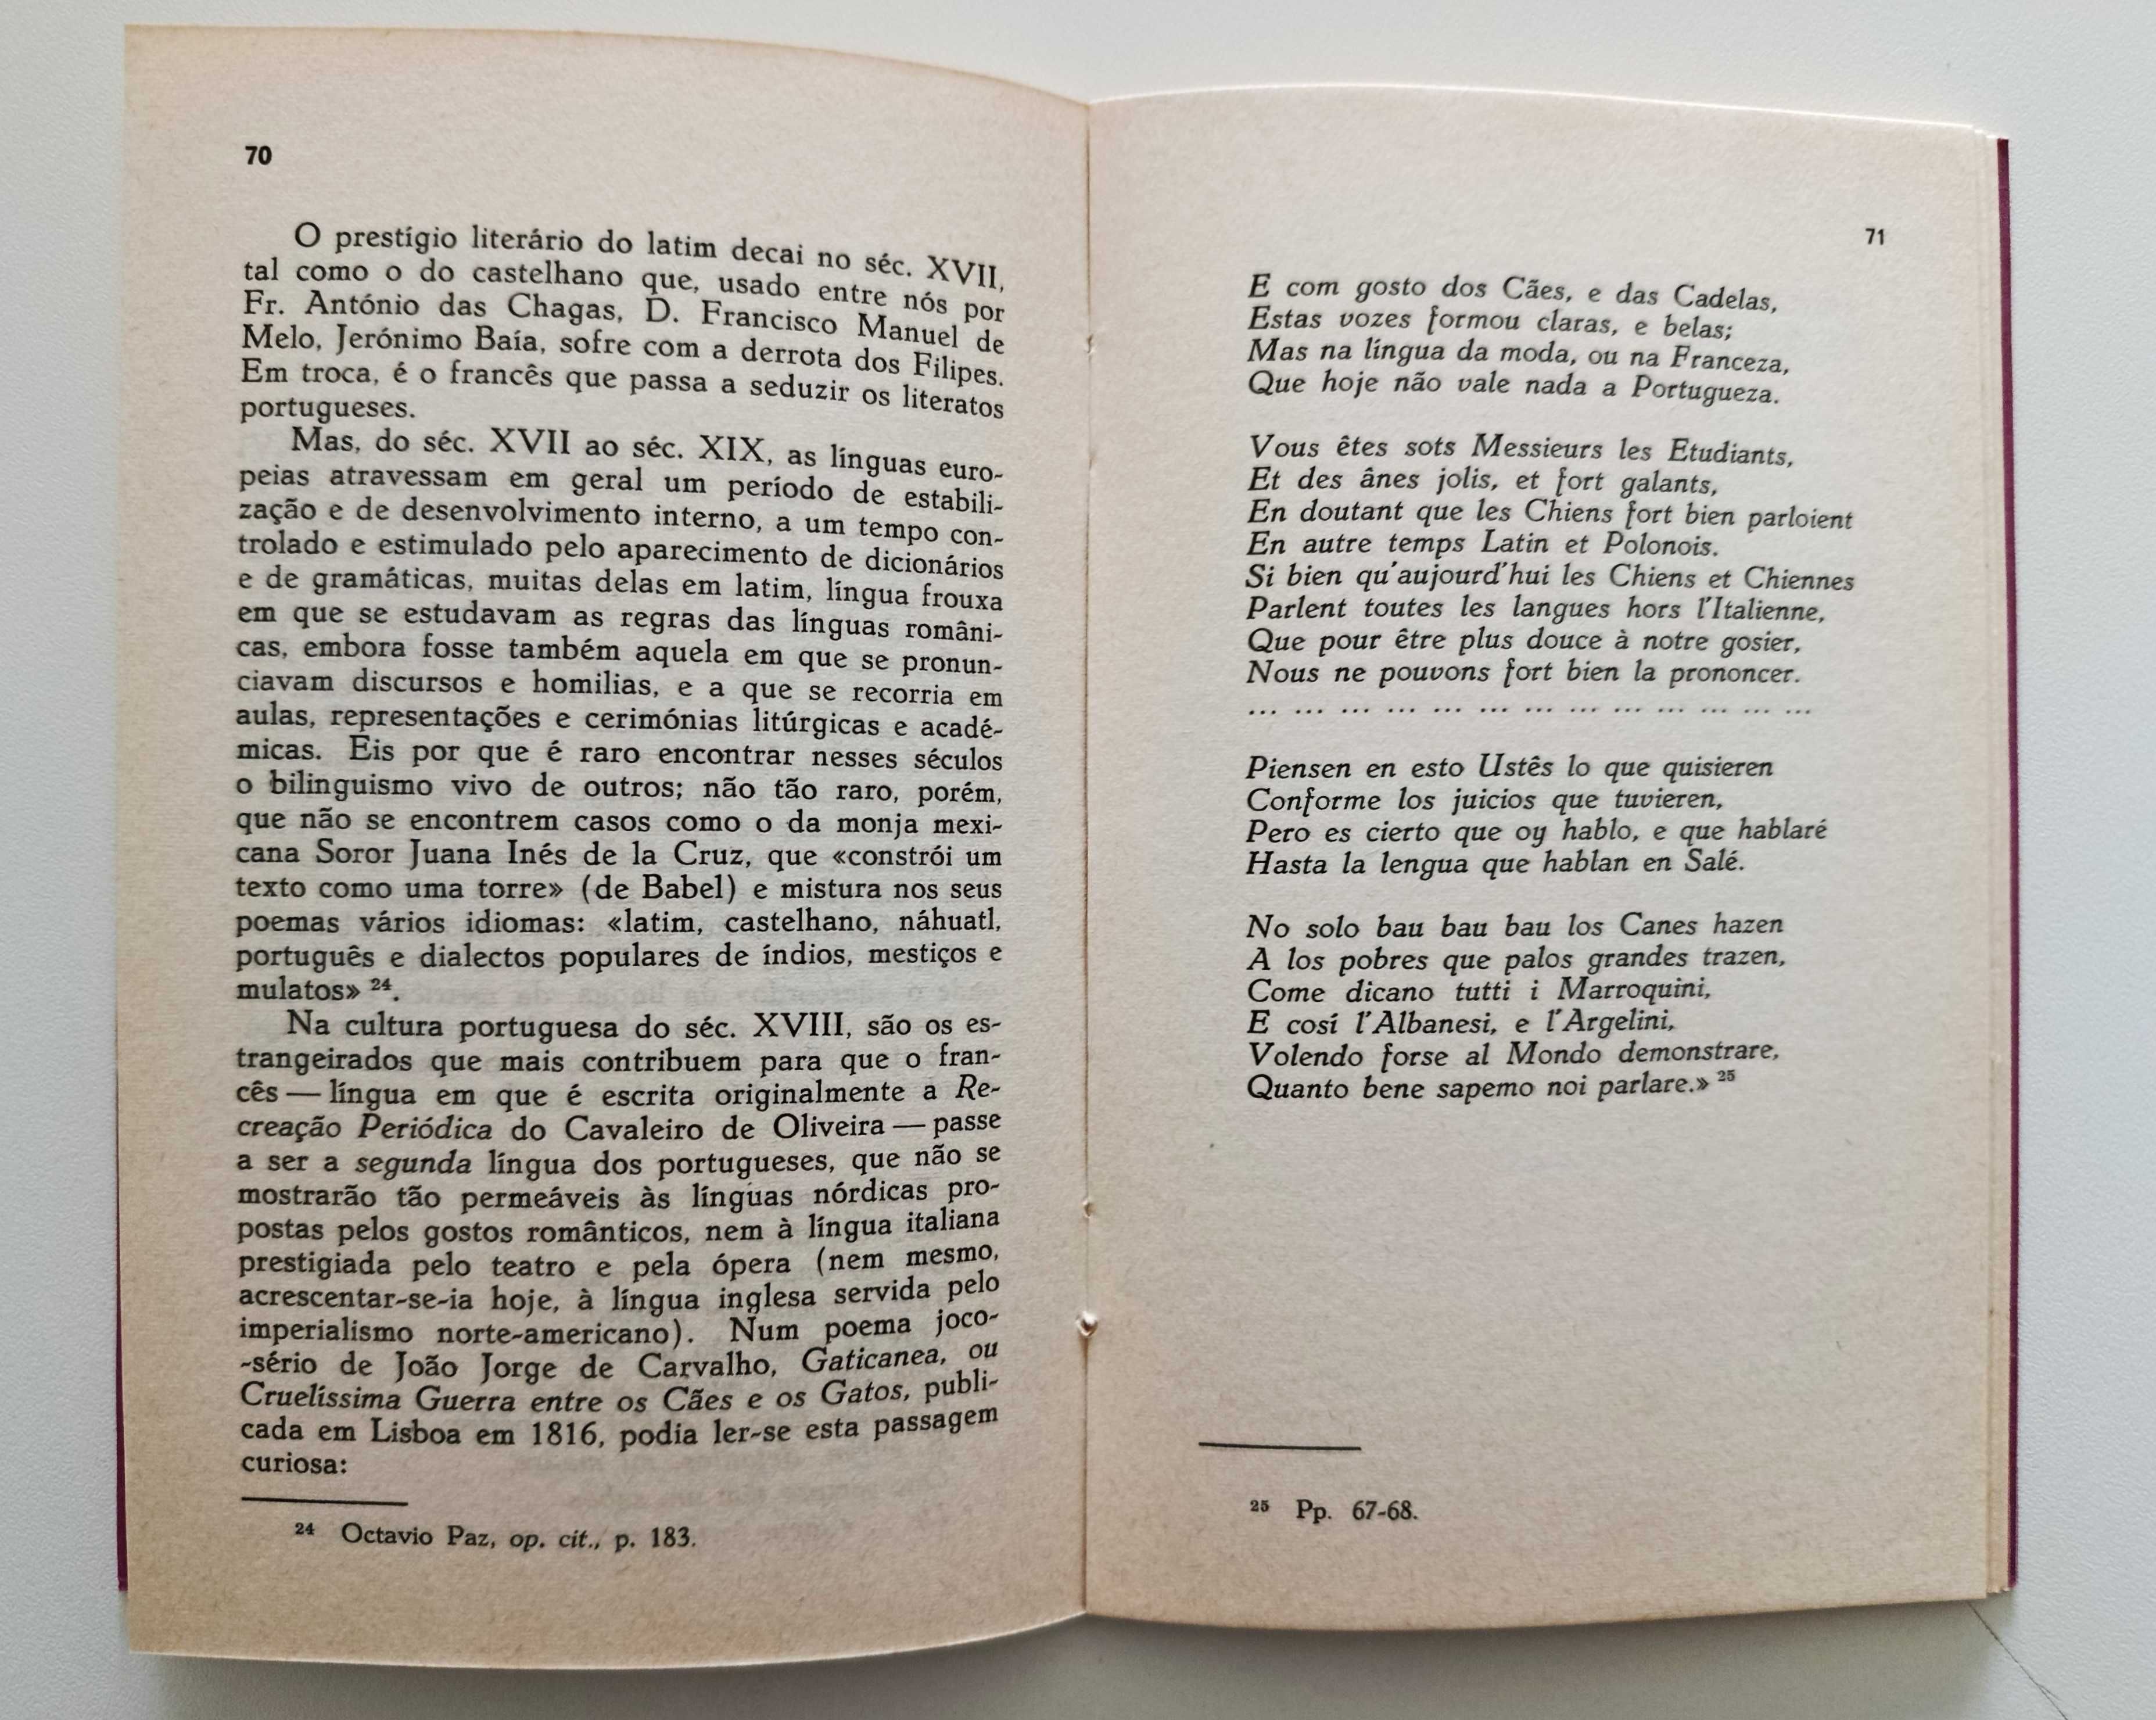 70
O prestígio literário do latim decai no séc. XVII,
tal como o do castelhano que, usado entre nós por
Fr. António das Chagas, D. Francisco Manuel de
Melo, Jerónimo Baía, sofre com a derrota dos Filipes.
Em troca, é o francês que passa a seduzir os literatos
portugueses.
Mas, do séc. XVII ao séc. XIX, as línguas euro-
peias atravessam em geral um período de estabili-
zação e de desenvolvimento interno, a um tempo con-
trolado e estimulado pelo aparecimento de dicionários
e de gramáticas, muitas delas em latim, língua frouxa
em que se estudavam as regras das línguas români-
cas, embora fosse também aquela em que se pronun-
ciavam discursos e homilias, e a que se recorria em
aulas, representações e cerimónias litúrgicas e acadé-
micas. Eis por que é raro encontrar nesses séculos
o bilinguismo vivo de outros; não tão raro, porém,
que não se encontrem casos como o da monja mexi-
cana Soror Juana Inés de la Cruz, que «constrói um
texto como uma torre» (de Babel) e mistura nos seus
poemas vários idiomas: «latim, castelhano, náhuatl,
português e dialectos populares de índios, mestiços e
mulatos» 24.
Na cultura portuguesa do séc. XVIII, são os es-
trangeirados que mais contribuem para que o fran-
cês — língua em que é escrita originalmente a Re-
creação Periódica do Cavaleiro de Oliveira — passe
a ser a segunda língua dos portugueses, que não se
mostrarão tão permeáveis às línguas nórdicas pro-
postas pelos gostos românticos, nem à língua italiana
prestigiada pelo teatro e pela ópera (nem mesmo,
acrescentar-se-ia hoje, à língua inglesa servida pelo
imperialismo norte-americano). Num poema joco-
-sério de João Jorge de Carvalho, Gaticanea, ou
Cruelíssima Guerra entre os Cães e os Gatos, publi-
cada em Lisboa em 1816, podia ler-se esta passagem
curiosa:
24 Octavio Paz, op. cit., p. 183.
71
E com gosto dos Cães, e das Cadelas,
Estas vozes formou claras, e belas;
Mas na língua da moda, ou na Franceza,
Que hoje não vale nada a Portugueza.
Vous êtes sots Messieurs les Etudiants,
Et des ânes jolis, et fort galants,
En doutant que les Chiens fort bien parloient
En autre temps Latin et Polonois.
Si bien qu'aujourd'hui les Chiens et Chiennes
Parlent toutes les langues hors l'Italienne,
Que pour être plus douce à notre gosier,
Nous ne pouvons fort bien la prononcer.
... ... ... ... ... ... ... ... ... ... ... ... ...
Piensen en esto Ustês lo que quisieren
Conforme los juicios que tuvieren,
Pero es cierto que oy hablo, e que hablaré
Hasta la lengua que hablan en Salé.
No solo bau bau bau los Canes hazen
A los pobres que palos grandes trazen,
Come dicano tutti i Marroquini,
E cosí l'Albanesi, e l'Argelini,
Volendo forse al Mondo demonstrare,
Quanto bene sapemo noi parlare.» 25
25 Pp. 67-68.